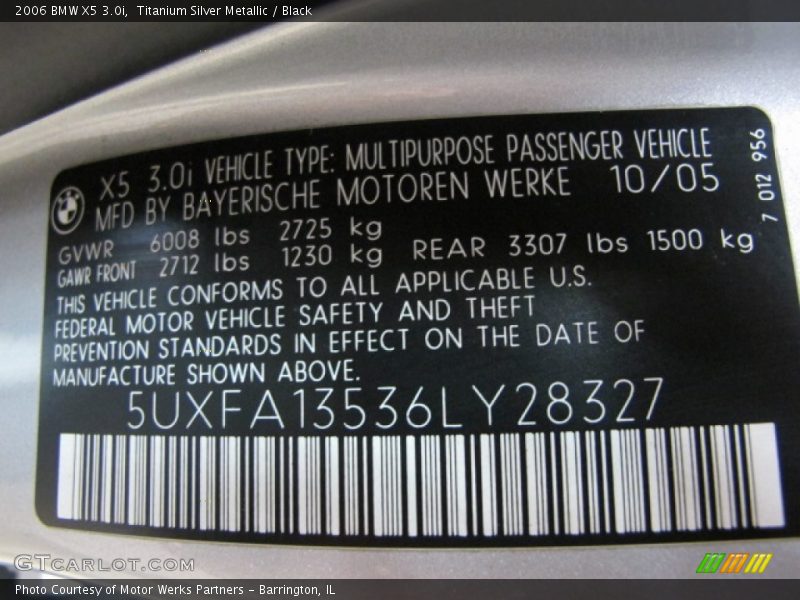 2006 BMW X5 3.0i, Titanium Silver Metallic / Black
X5 3.0i VEHICLE TYPE: MULTIPURPOSE PASSENGER VEHICLE
MFD BY BAYERISCHE MOTOREN WERKE 10/05
GVWR 6008 lbs 2725 kg
GAWR FRONT 2712 lbs 1230 kg REAR 3307 lbs 1500 kg
THIS VEHICLE CONFORMS TO ALL APPLICABLE U.S.
FEDERAL MOTOR VEHICLE SAFETY AND THEFT
PREVENTION STANDARDS IN EFFECT ON THE DATE OF
MANUFACTURE SHOWN ABOVE.
5UXFA13536LY28327
7 012 956
GTCARLOT.COM
Photo Courtesy of Motor Werks Partners - Barrington, IL